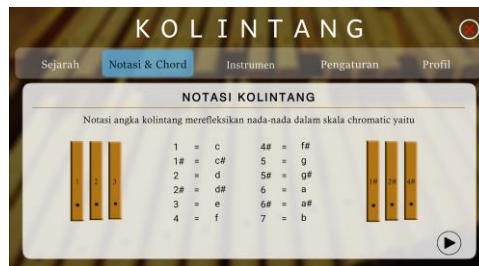 KOLINTANG
Sejarah Notasi & Chord Instrumen Pengaturan Profil
NOTASI KOLINTANG
Notasi angka kolintang merefleksikan nada-nada dalam skala chromatic yaitu
1 = c 4# = f#
1# = c# 5 = g
2 = d 5# = g#
2# = d# 6 = a
3 = e 6# = a#
4 = f 7 = b
1 2 3 1# 2# 4#